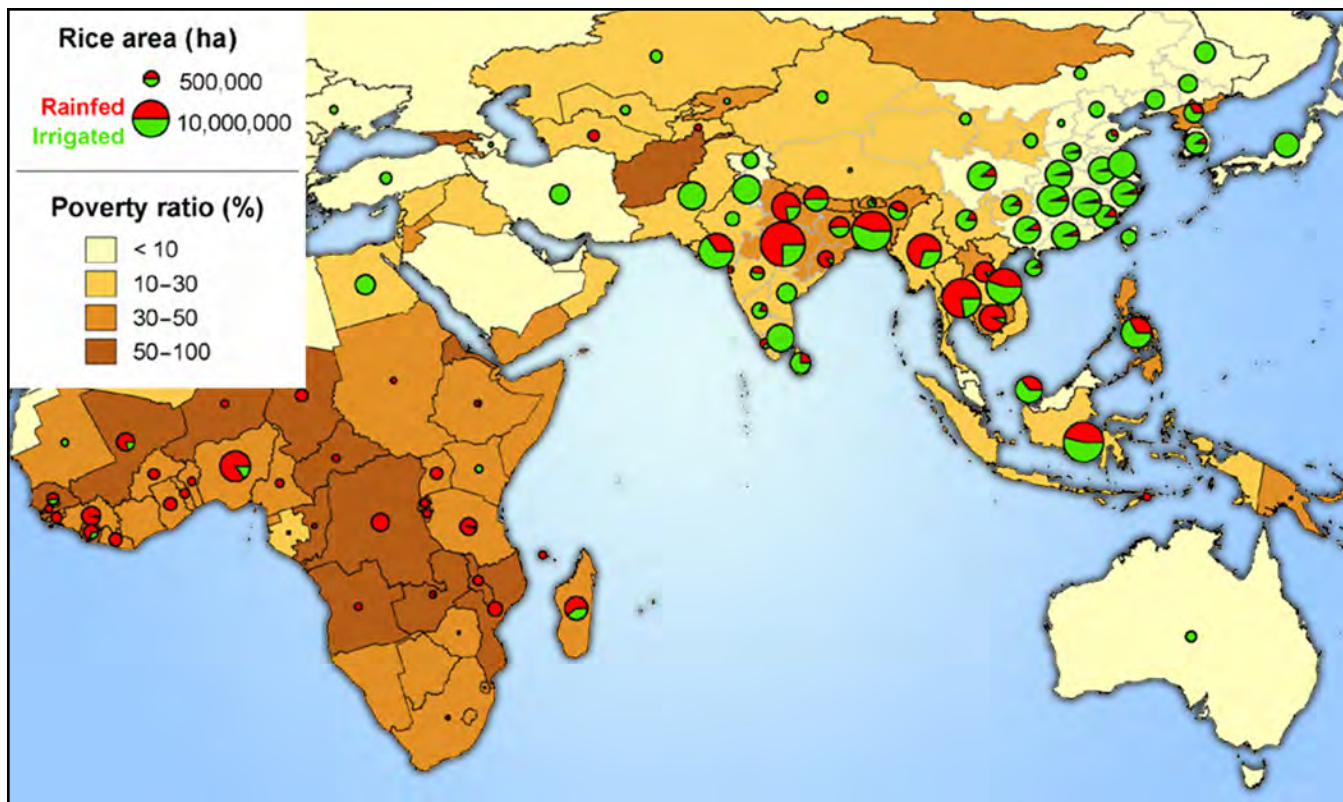 Rice area (ha)
500,000
Rainfed
Irrigated
10,000,000
Poverty ratio (%)
< 10
10–30
30–50
50–100